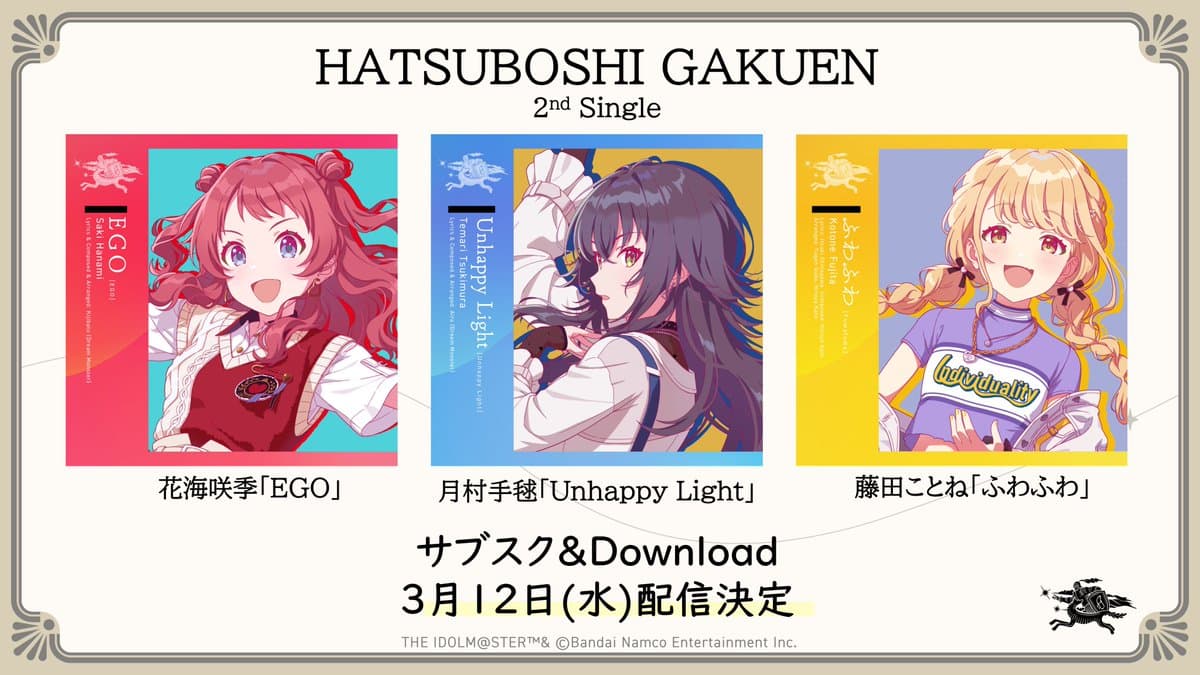 HATSUBOSHI GAKUEN
2nd Single
EGO [EGO]
Saki Hanami
Lyrics & Composed & Arranged:
(Dream Monster)
Unhappy Light [Unhappy Light]
Temari Tsukimura
Lyrics & Composed & Arranged: Aira (Dream Monster)
ふわふわ [Fuwafuwa]
Kotone Fujita
Individuality
花海咲季「EGO」
月村手毬「Unhappy Light」
藤田ことね「ふわふわ」
サブスク&Download
3月12日(水)配信決定
THE IDOLM@STER™& ©Bandai Namco Entertainment Inc.